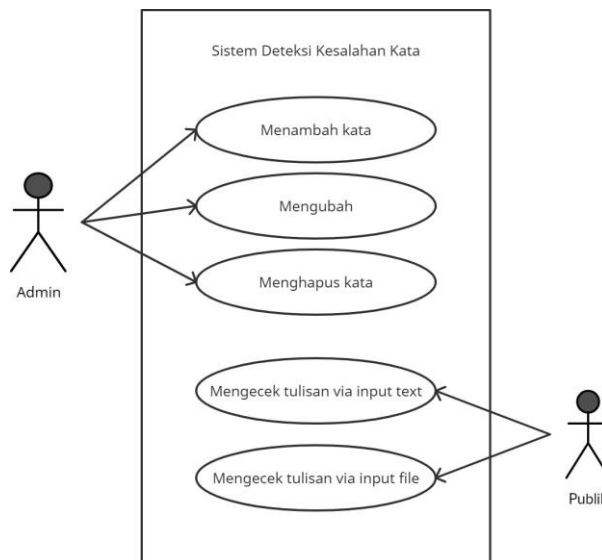 Sistem Deteksi Kesalahan Kata
Menambah kata
Mengubah
Menghapus kata
Admin
Mengecek tulisan via input text
Mengecek tulisan via input file
Publik